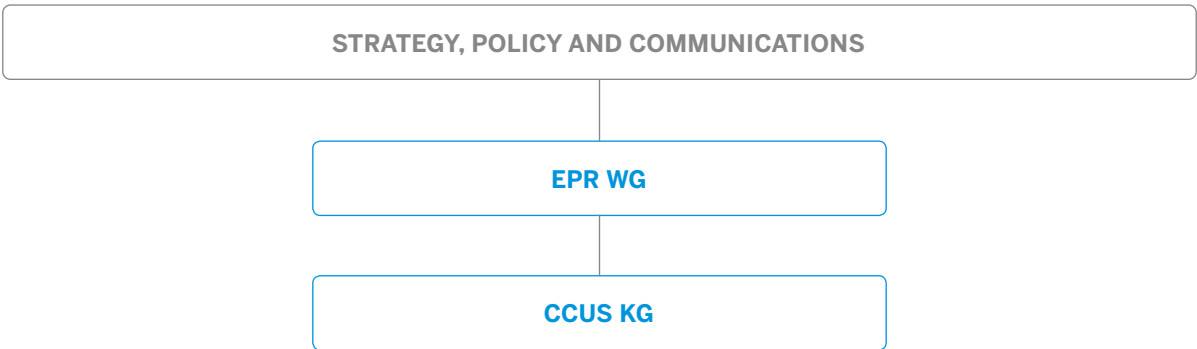 STRATEGY, POLICY AND COMMUNICATIONS
EPR WG
CCUS KG